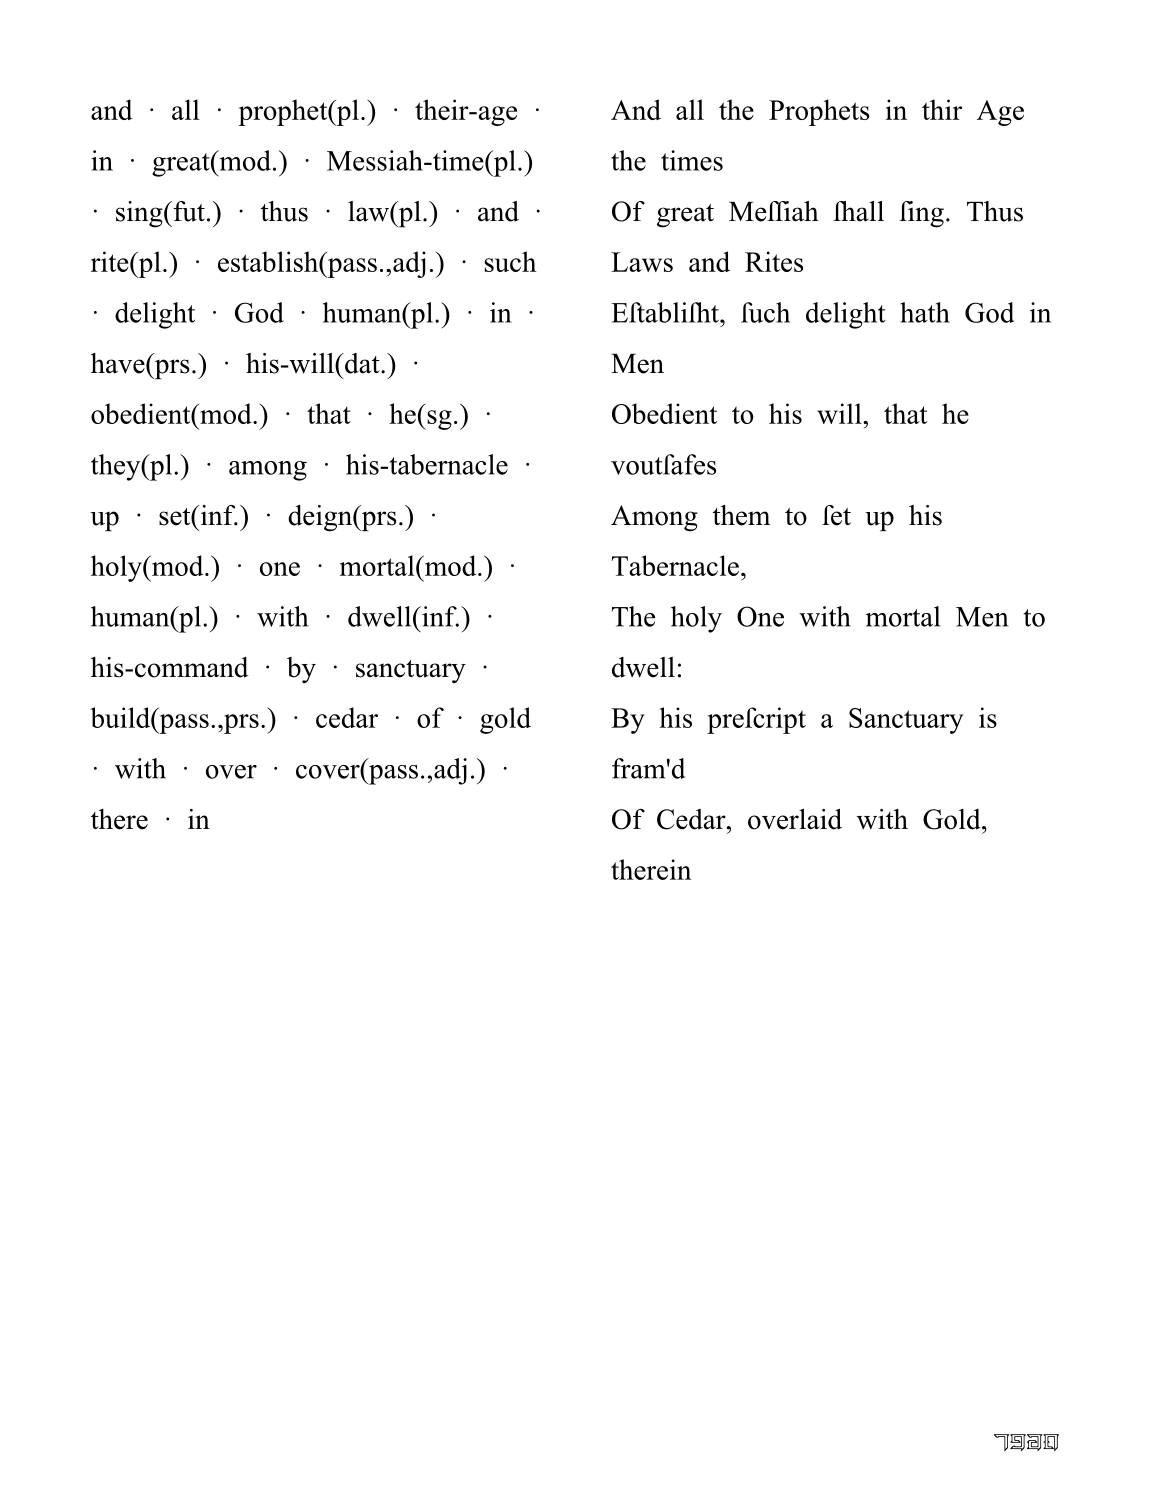 and · all · prophet(pl.) · their-age ·
in · great(mod.) · Messiah-time(pl.)
· sing(fut.) · thus · law(pl.) · and ·
rite(pl.) · establish(pass.,adj.) · such
· delight · God · human(pl.) · in ·
have(prs.) · his-will(dat.) ·
obedient(mod.) · that · he(sg.) ·
they(pl.) · among · his-tabernacle ·
up · set(inf.) · deign(prs.) ·
holy(mod.) · one · mortal(mod.) ·
human(pl.) · with · dwell(inf.) ·
his-command · by · sanctuary ·
build(pass.,prs.) · cedar · of · gold
· with · over · cover(pass.,adj.) ·
there · in
And all the Prophets in thir Age
the times
Of great Meſſiah ſhall ſing. Thus
Laws and Rites
Eſtabliſht, ſuch delight hath God in
Men
Obedient to his will, that he
voutſafes
Among them to ſet up his
Tabernacle,
The holy One with mortal Men to
dwell:
By his preſcript a Sanctuary is
fram'd
Of Cedar, overlaid with Gold,
therein